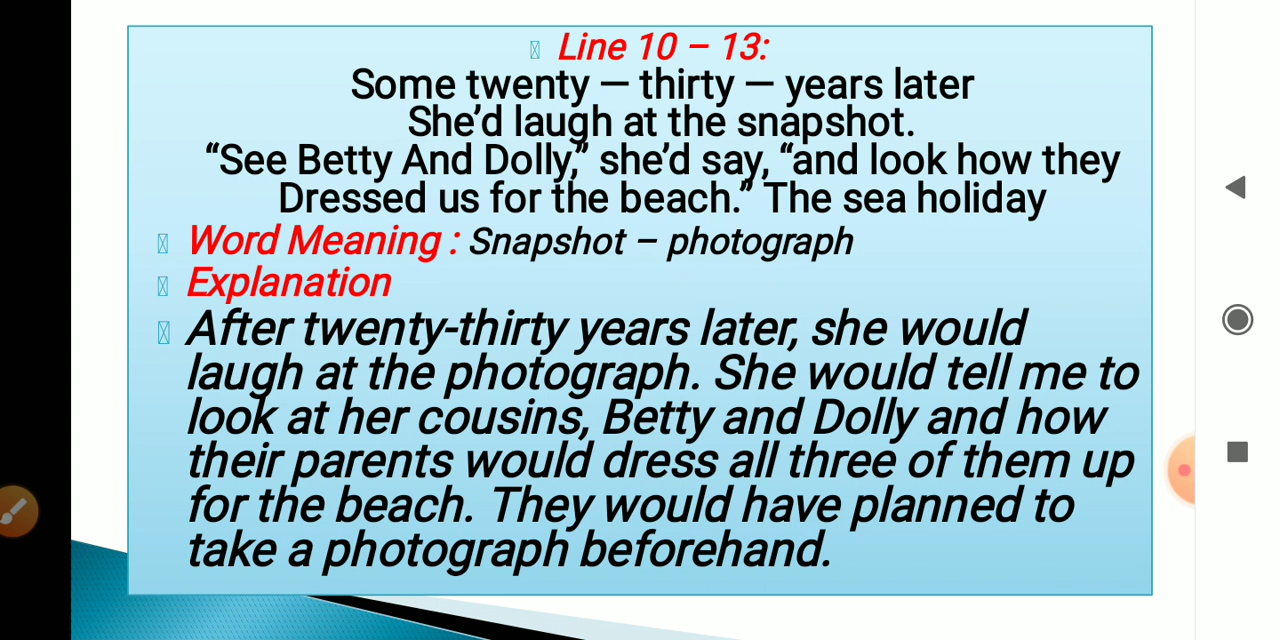 Line 10 – 13:
Some twenty — thirty — years later
She’d laugh at the snapshot.
“See Betty And Dolly,” she’d say, “and look how they
Dressed us for the beach.” The sea holiday
Word Meaning : Snapshot – photograph
Explanation
After twenty-thirty years later, she would
laugh at the photograph. She would tell me to
look at her cousins, Betty and Dolly and how
their parents would dress all three of them up
for the beach. They would have planned to
take a photograph beforehand.